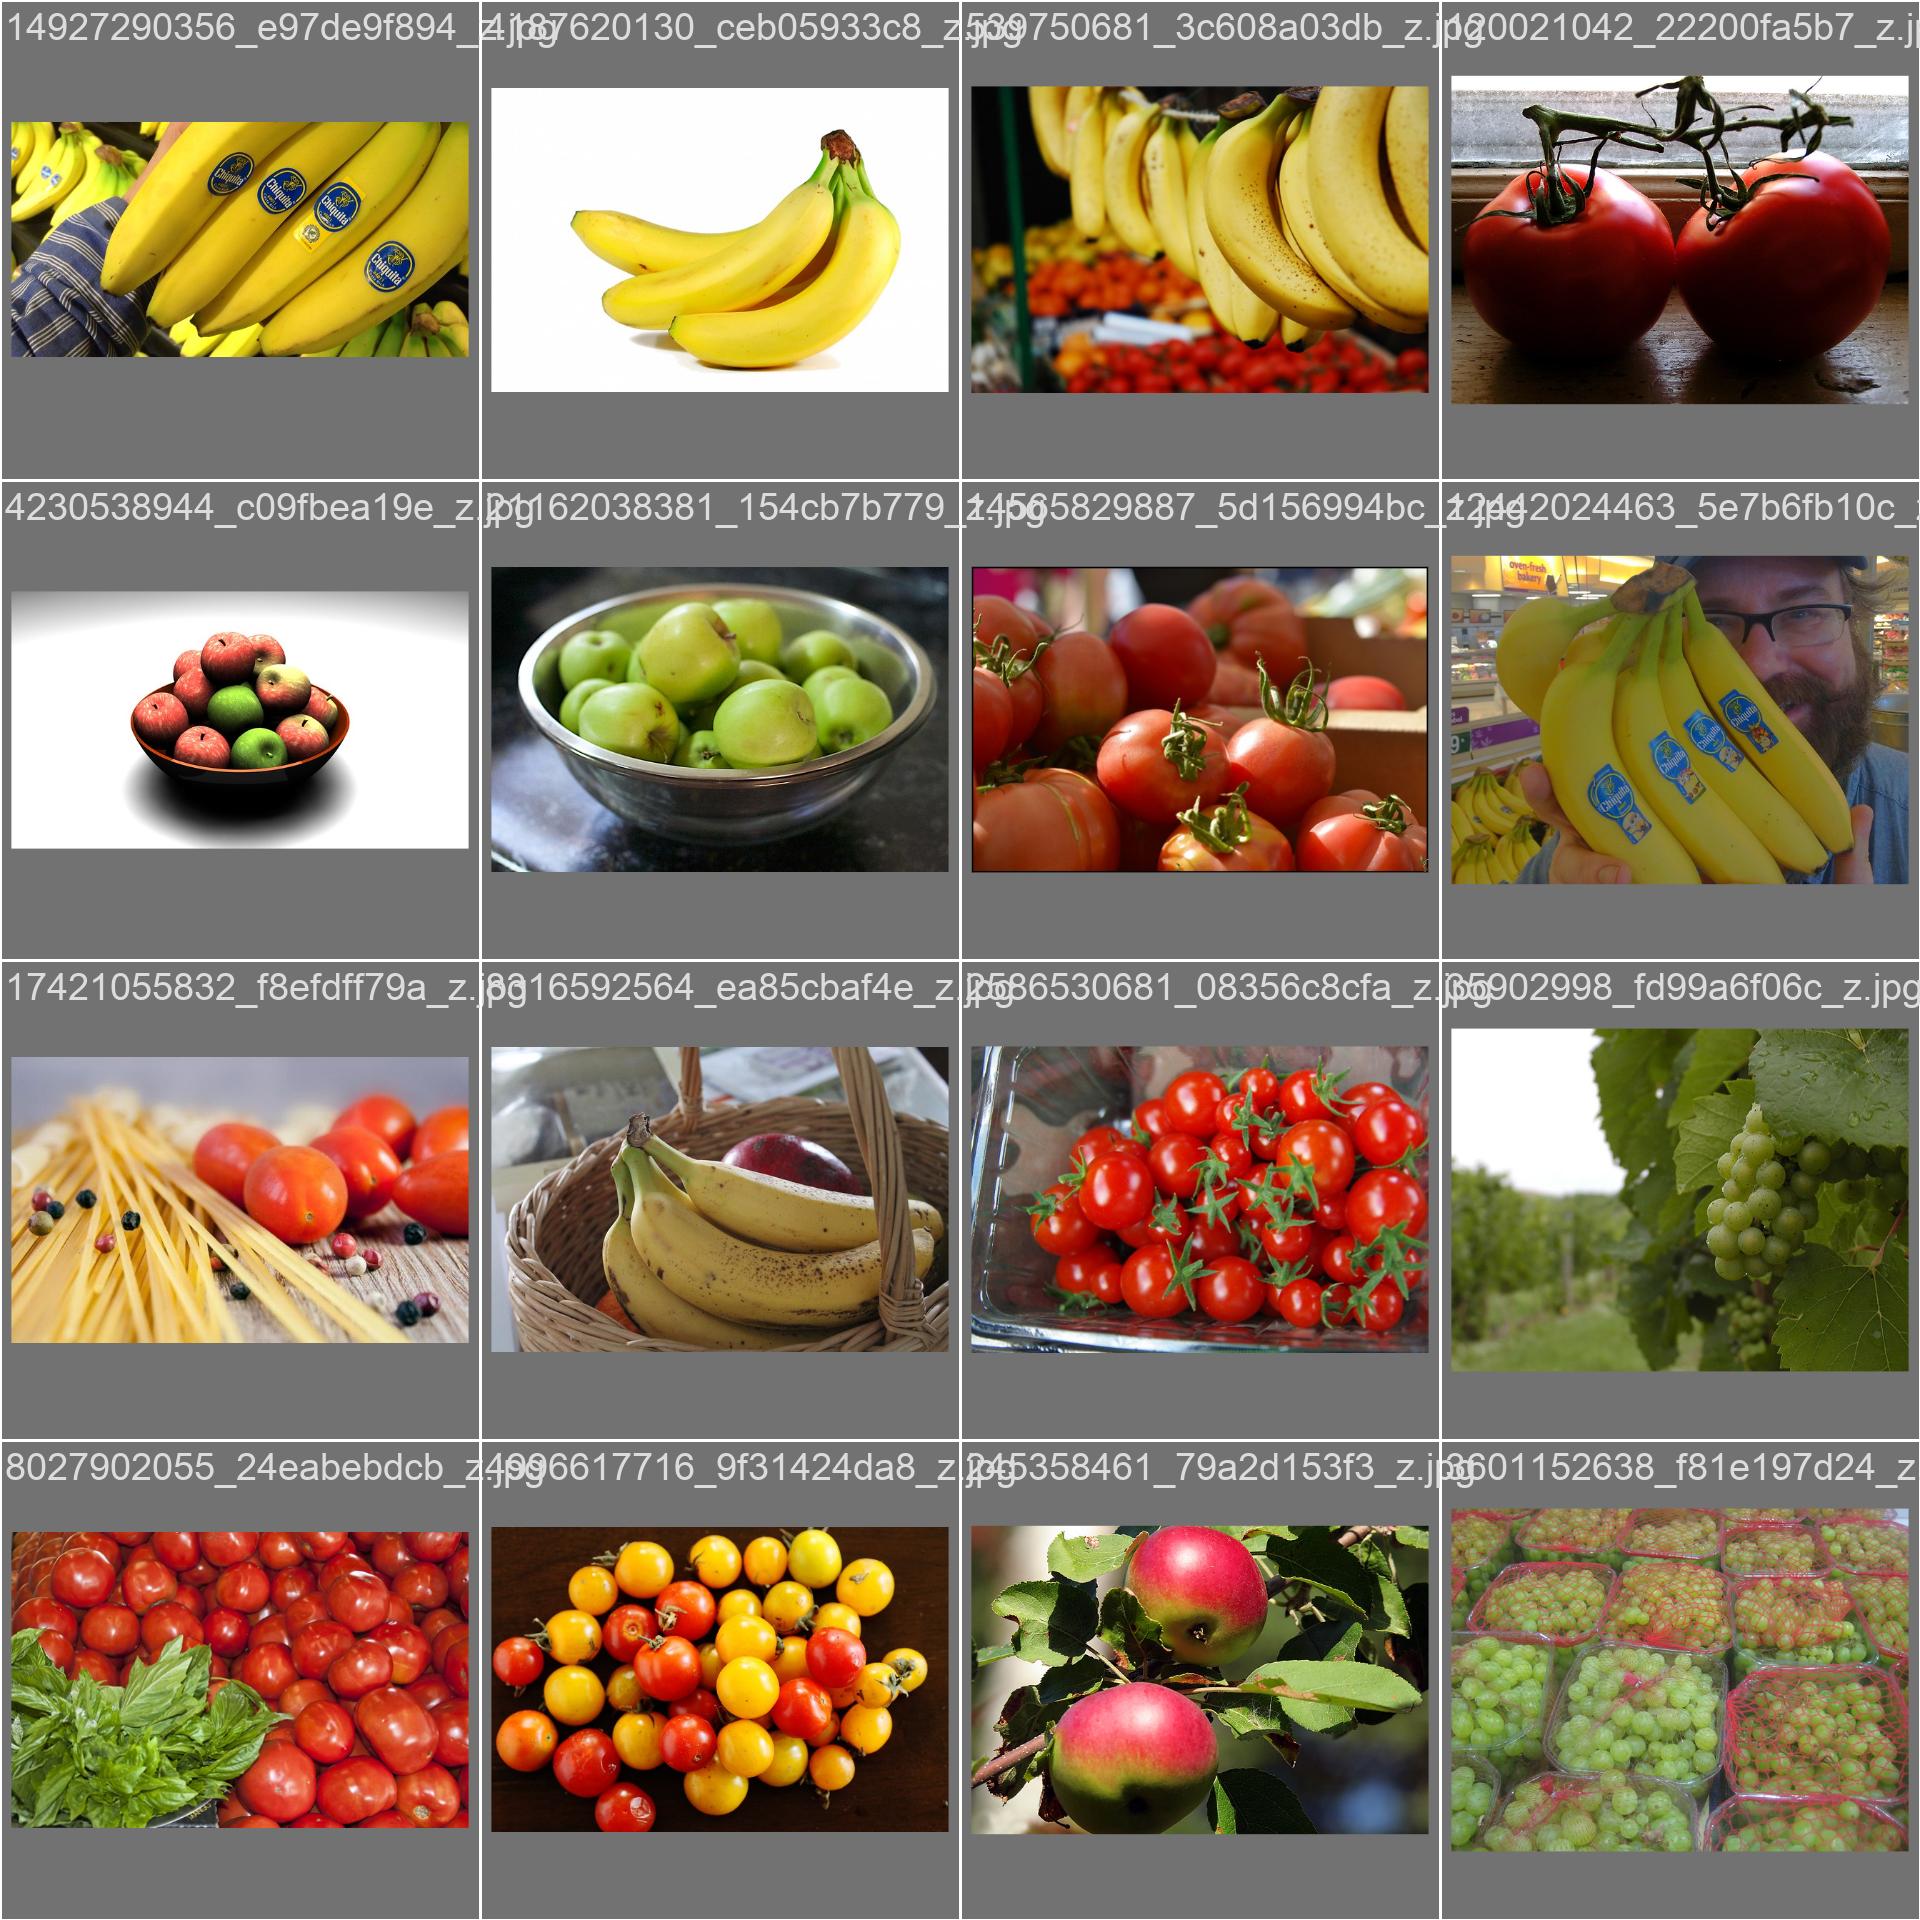 14927290356_e97de9f894_z.jpg
4187620130_ceb05933c8_z.jpg
539750681_3c608a03db_z.jpg
120021042_22200fa5b7_z.jp
Chiquita
Chiquita
Chiquita
Chiquita
4230538944_c09fbea19e_z.jpg
21162038381_154cb7b779_z.jpg
14565829887_5d156994bc_z.jpg
12442024463_5e7b6fb10c_z
oven-fresh
bakery
Chiquita
Chiquita
Chiquita
Chiquita
17421055832_f8efdff79a_z.jpg
8316592564_ea85cbaf4e_z.jpg
2586530681_08356c8cfa_z.jpg
35902998_fd99a6f06c_z.jpg
8027902055_24eabebdcb_z.jpg
4996617716_9f31424da8_z.jpg
245358461_79a2d153f3_z.jpg
3601152638_f81e197d24_z